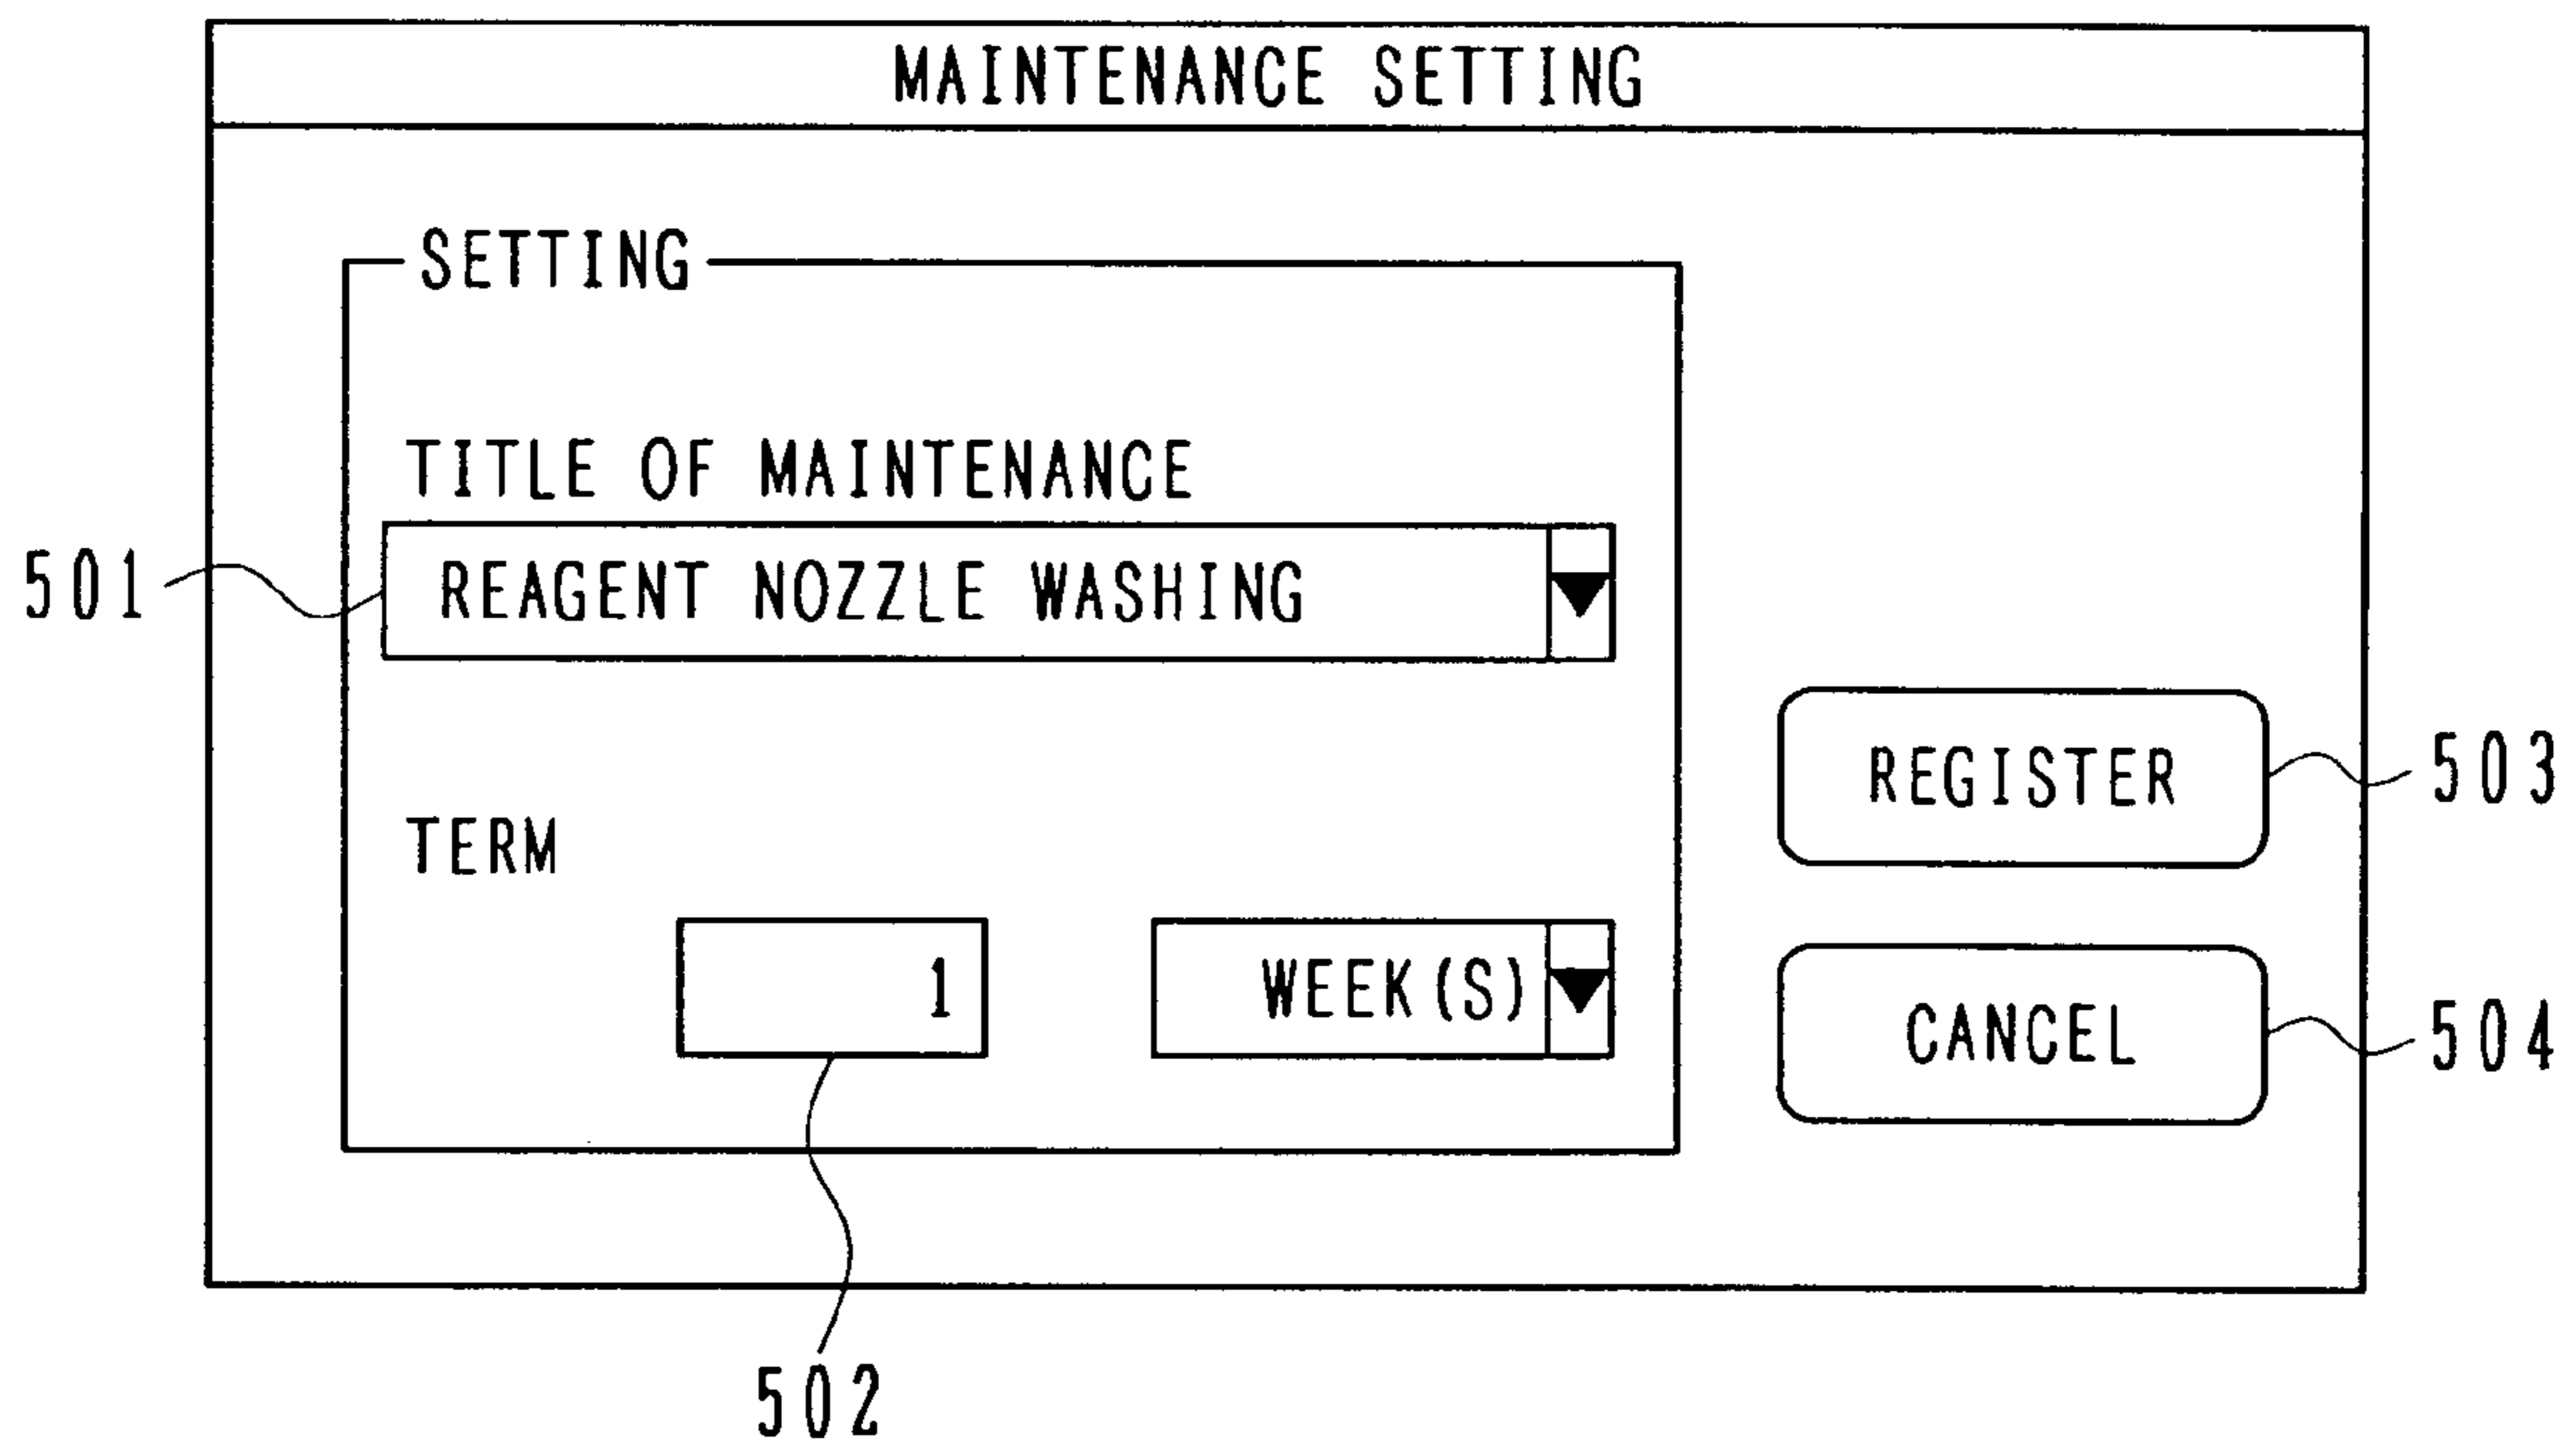 MAINTENANCE SETTING
SETTING
TITLE OF MAINTENANCE
501
REAGENT NOZZLE WASHING
REGISTER
503
TERM
1
WEEK(S)
CANCEL
504
502